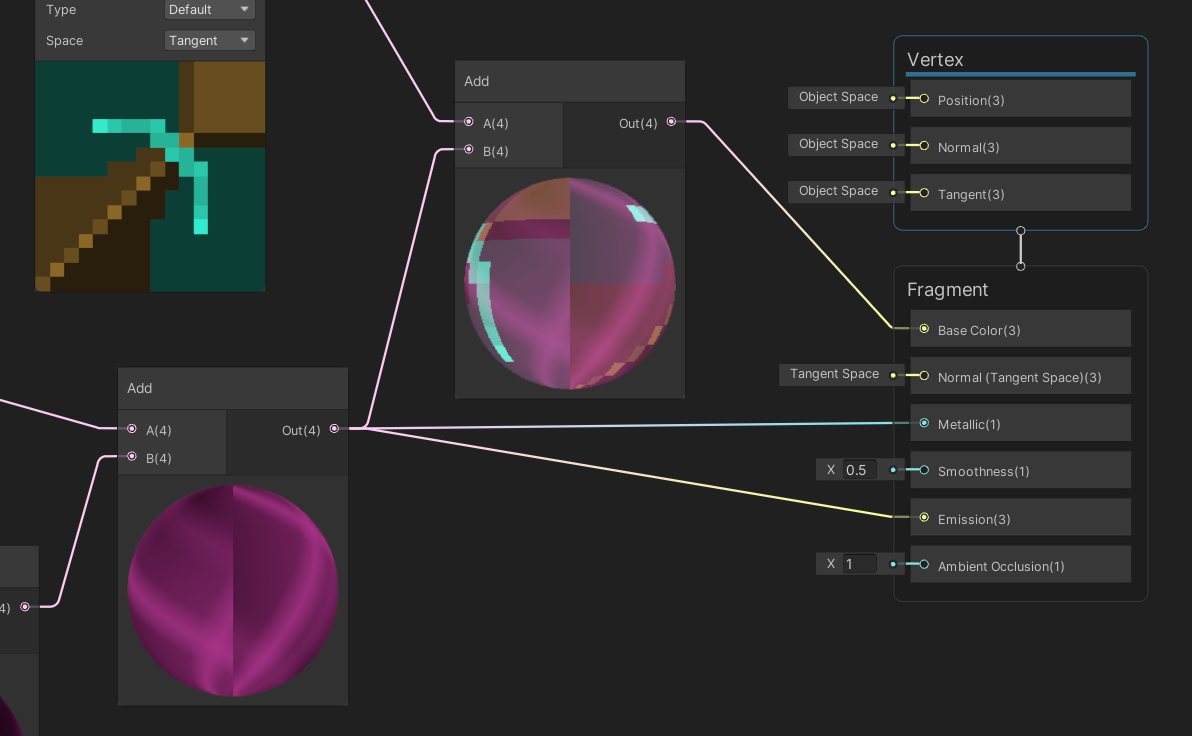 Type Default
Space Tangent
Add
A(4) Out(4)
B(4)
Vertex
Object Space Position(3)
Object Space Normal(3)
Object Space Tangent(3)
Fragment
Base Color(3)
Tangent Space Normal (Tangent Space)(3)
Metallic(1)
X 0.5 Smoothness(1)
Emission(3)
X 1 Ambient Occlusion(1)
Add
A(4) Out(4)
B(4)
4)